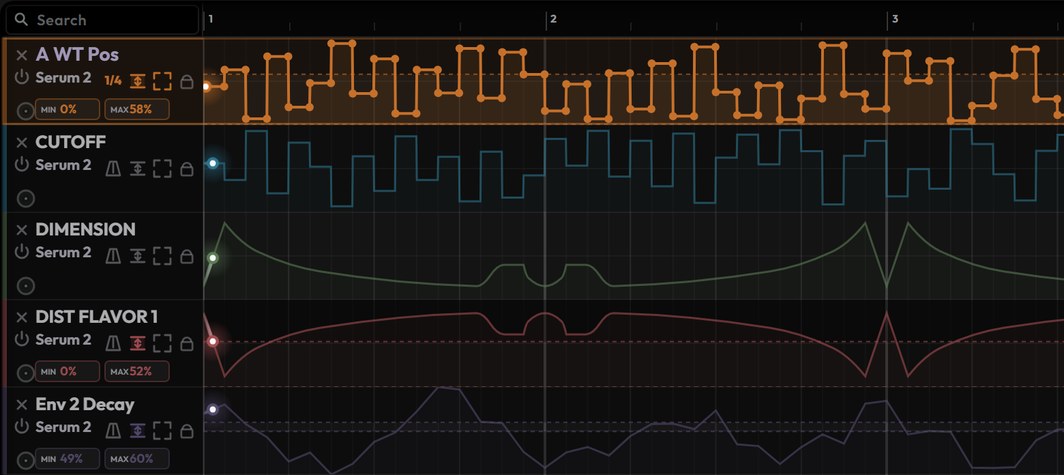 Search
1
2
3
A WT Pos
Serum 2
1/4
MIN 0%
MAX 58%
CUTOFF
Serum 2
DIMENSION
Serum 2
DIST FLAVOR 1
Serum 2
MIN 0%
MAX 52%
Env 2 Decay
Serum 2
MIN 49%
MAX 60%